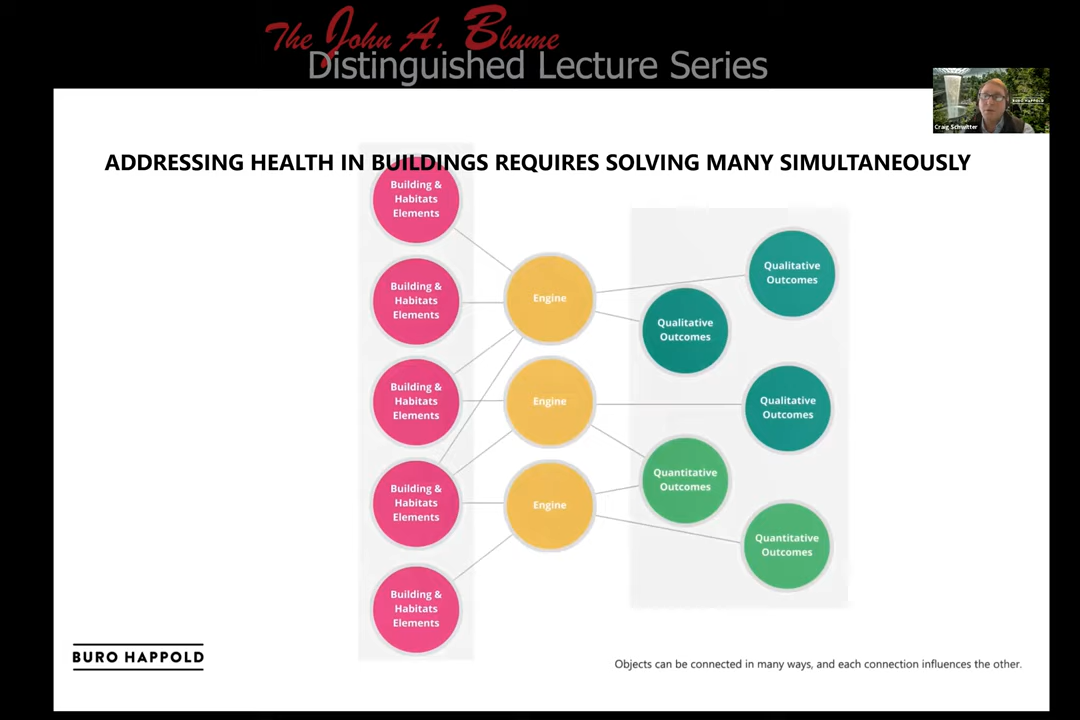 The John A. Blume
Distinguished Lecture Series
BURO HAPPOLD
Craig Schwitter
ADDRESSING HEALTH IN BUILDINGS REQUIRES SOLVING MANY SIMULTANEOUSLY
Building &
Habitats
Elements
Building &
Habitats
Elements
Building &
Habitats
Elements
Building &
Habitats
Elements
Building &
Habitats
Elements
Engine
Engine
Engine
Qualitative
Outcomes
Qualitative
Outcomes
Qualitative
Outcomes
Quantitative
Outcomes
Quantitative
Outcomes
BURO HAPPOLD
Objects can be connected in many ways, and each connection influences the other.